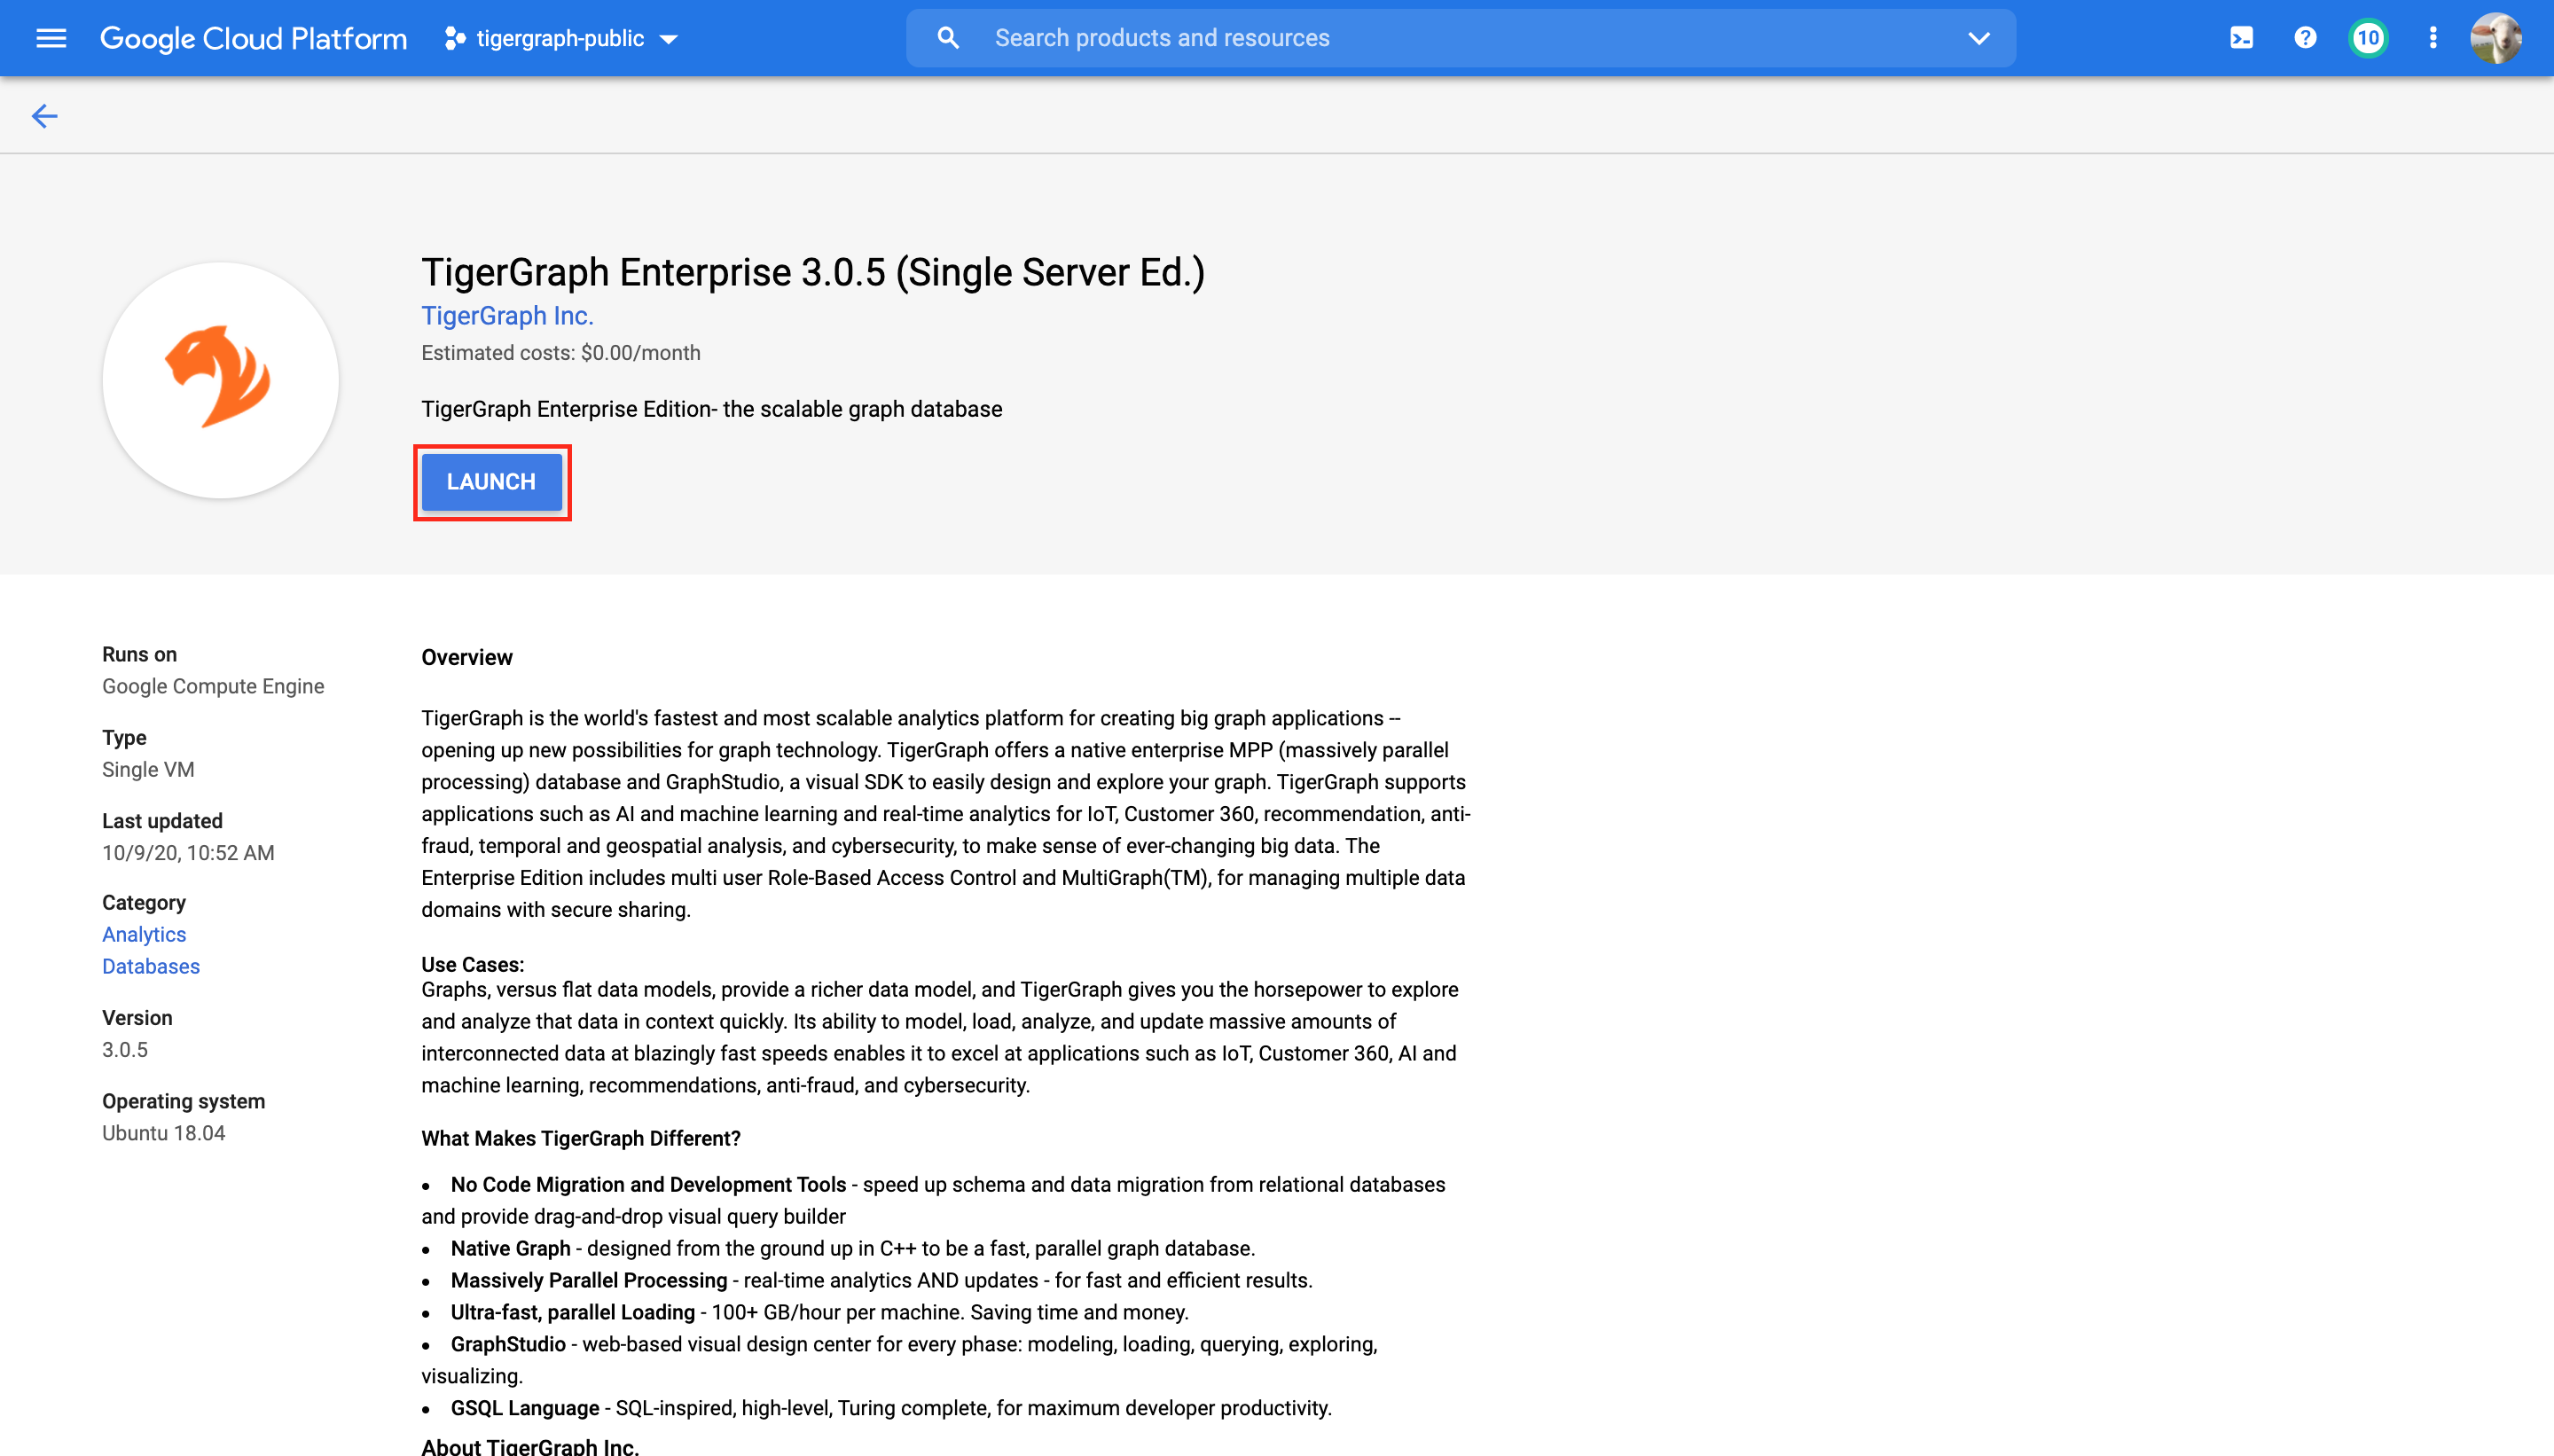 Google Cloud Platform
tigergraph-public
Search products and resources
10
TigerGraph Enterprise 3.0.5 (Single Server Ed.)
TigerGraph Inc.
Estimated costs: $0.00/month
TigerGraph Enterprise Edition- the scalable graph database
LAUNCH
Runs on
Google Compute Engine
Type
Single VM
Last updated
10/9/20, 10:52 AM
Category
Analytics
Databases
Version
3.0.5
Operating system
Ubuntu 18.04
Overview
TigerGraph is the world's fastest and most scalable analytics platform for creating big graph applications --
opening up new possibilities for graph technology. TigerGraph offers a native enterprise MPP (massively parallel
processing) database and GraphStudio, a visual SDK to easily design and explore your graph. TigerGraph supports
applications such as AI and machine learning and real-time analytics for IoT, Customer 360, recommendation, anti-
fraud, temporal and geospatial analysis, and cybersecurity, to make sense of ever-changing big data. The
Enterprise Edition includes multi user Role-Based Access Control and MultiGraph(TM), for managing multiple data
domains with secure sharing.
Use Cases:
Graphs, versus flat data models, provide a richer data model, and TigerGraph gives you the horsepower to explore
and analyze that data in context quickly. Its ability to model, load, analyze, and update massive amounts of
interconnected data at blazingly fast speeds enables it to excel at applications such as IoT, Customer 360, AI and
machine learning, recommendations, anti-fraud, and cybersecurity.
What Makes TigerGraph Different?
• No Code Migration and Development Tools - speed up schema and data migration from relational databases
and provide drag-and-drop visual query builder
• Native Graph - designed from the ground up in C++ to be a fast, parallel graph database.
• Massively Parallel Processing - real-time analytics AND updates - for fast and efficient results.
• Ultra-fast, parallel Loading - 100+ GB/hour per machine. Saving time and money.
• GraphStudio - web-based visual design center for every phase: modeling, loading, querying, exploring,
visualizing.
• GSQL Language - SQL-inspired, high-level, Turing complete, for maximum developer productivity.
About TigerGraph Inc.